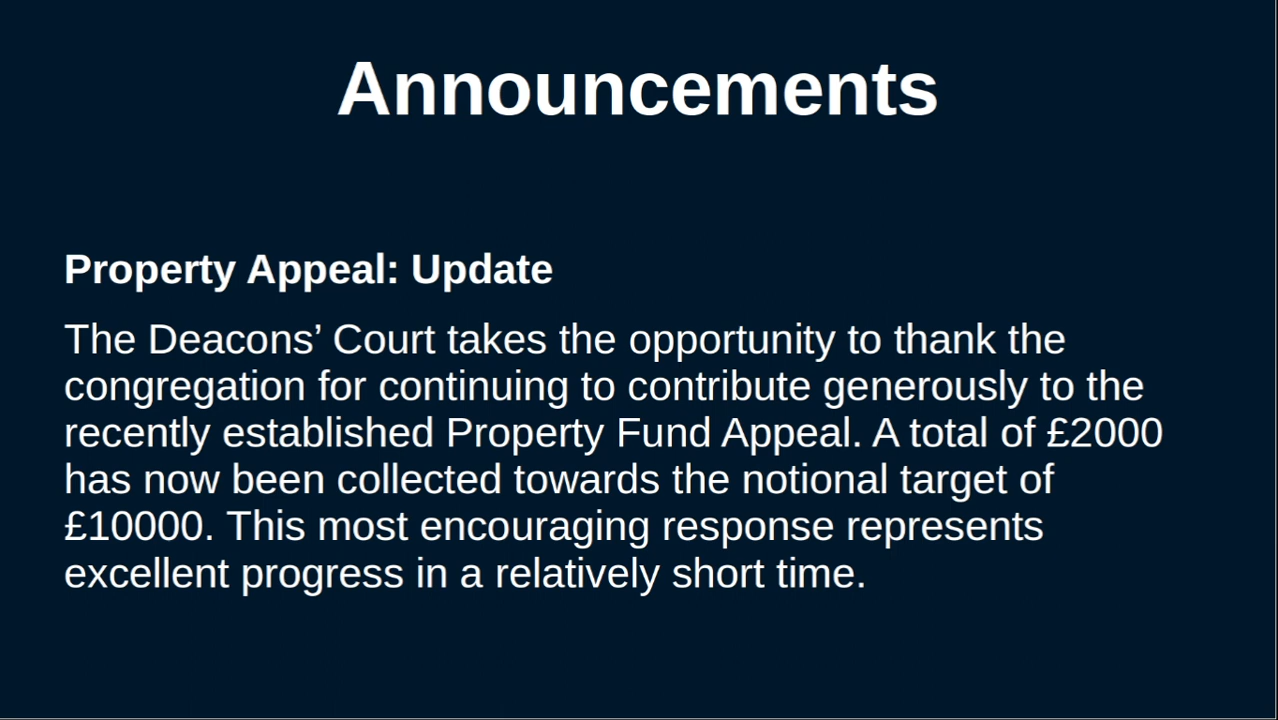 Announcements
Property Appeal: Update
The Deacons’ Court takes the opportunity to thank the
congregation for continuing to contribute generously to the
recently established Property Fund Appeal. A total of £2000
has now been collected towards the notional target of
£10000. This most encouraging response represents
excellent progress in a relatively short time.